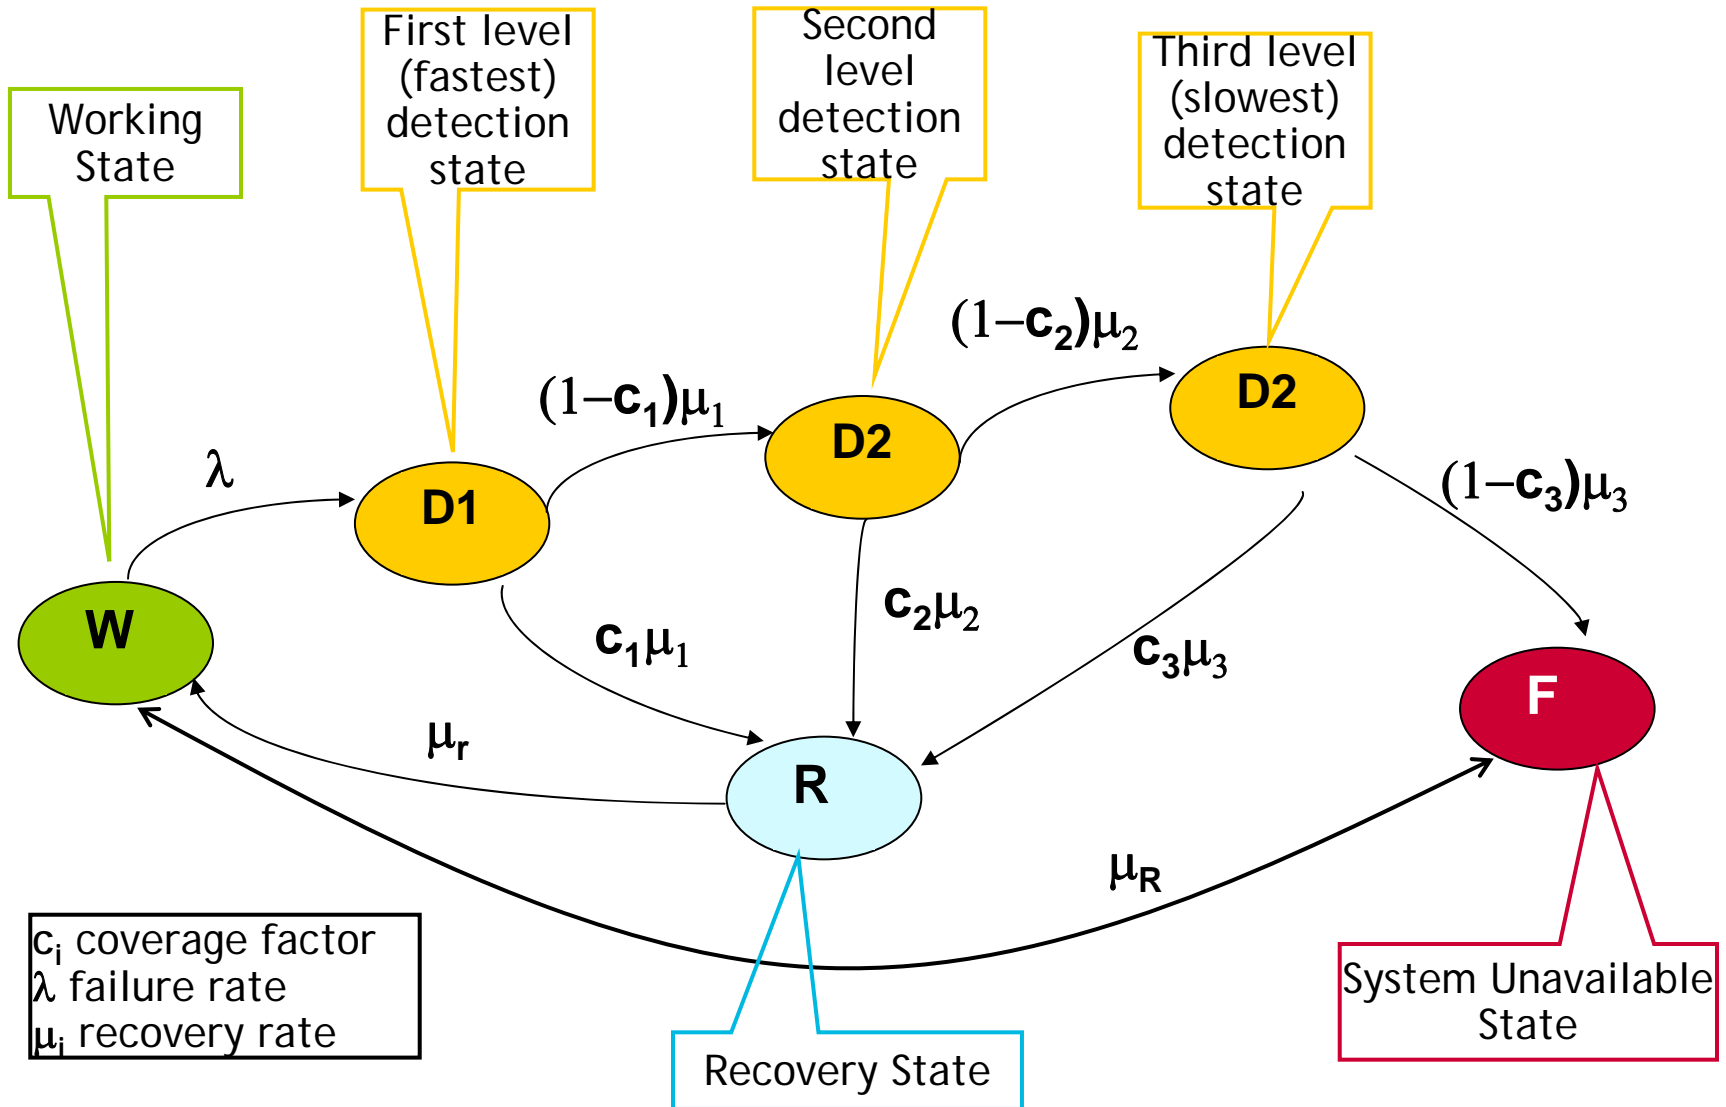 First level
(fastest)
detection
state
Second
level
detection
state
Third level
(slowest)
detection
state
Working
State
(1–c₂)μ₂
(1–c₁)μ₁
D2
D2
λ
D1
(1–c₃)μ₃
W
c₁μ₁
c₂μ₂
c₃μ₃
F
μᵣ
R
μ_R
cᵢ coverage factor
λ failure rate
μᵢ recovery rate
System Unavailable
State
Recovery State